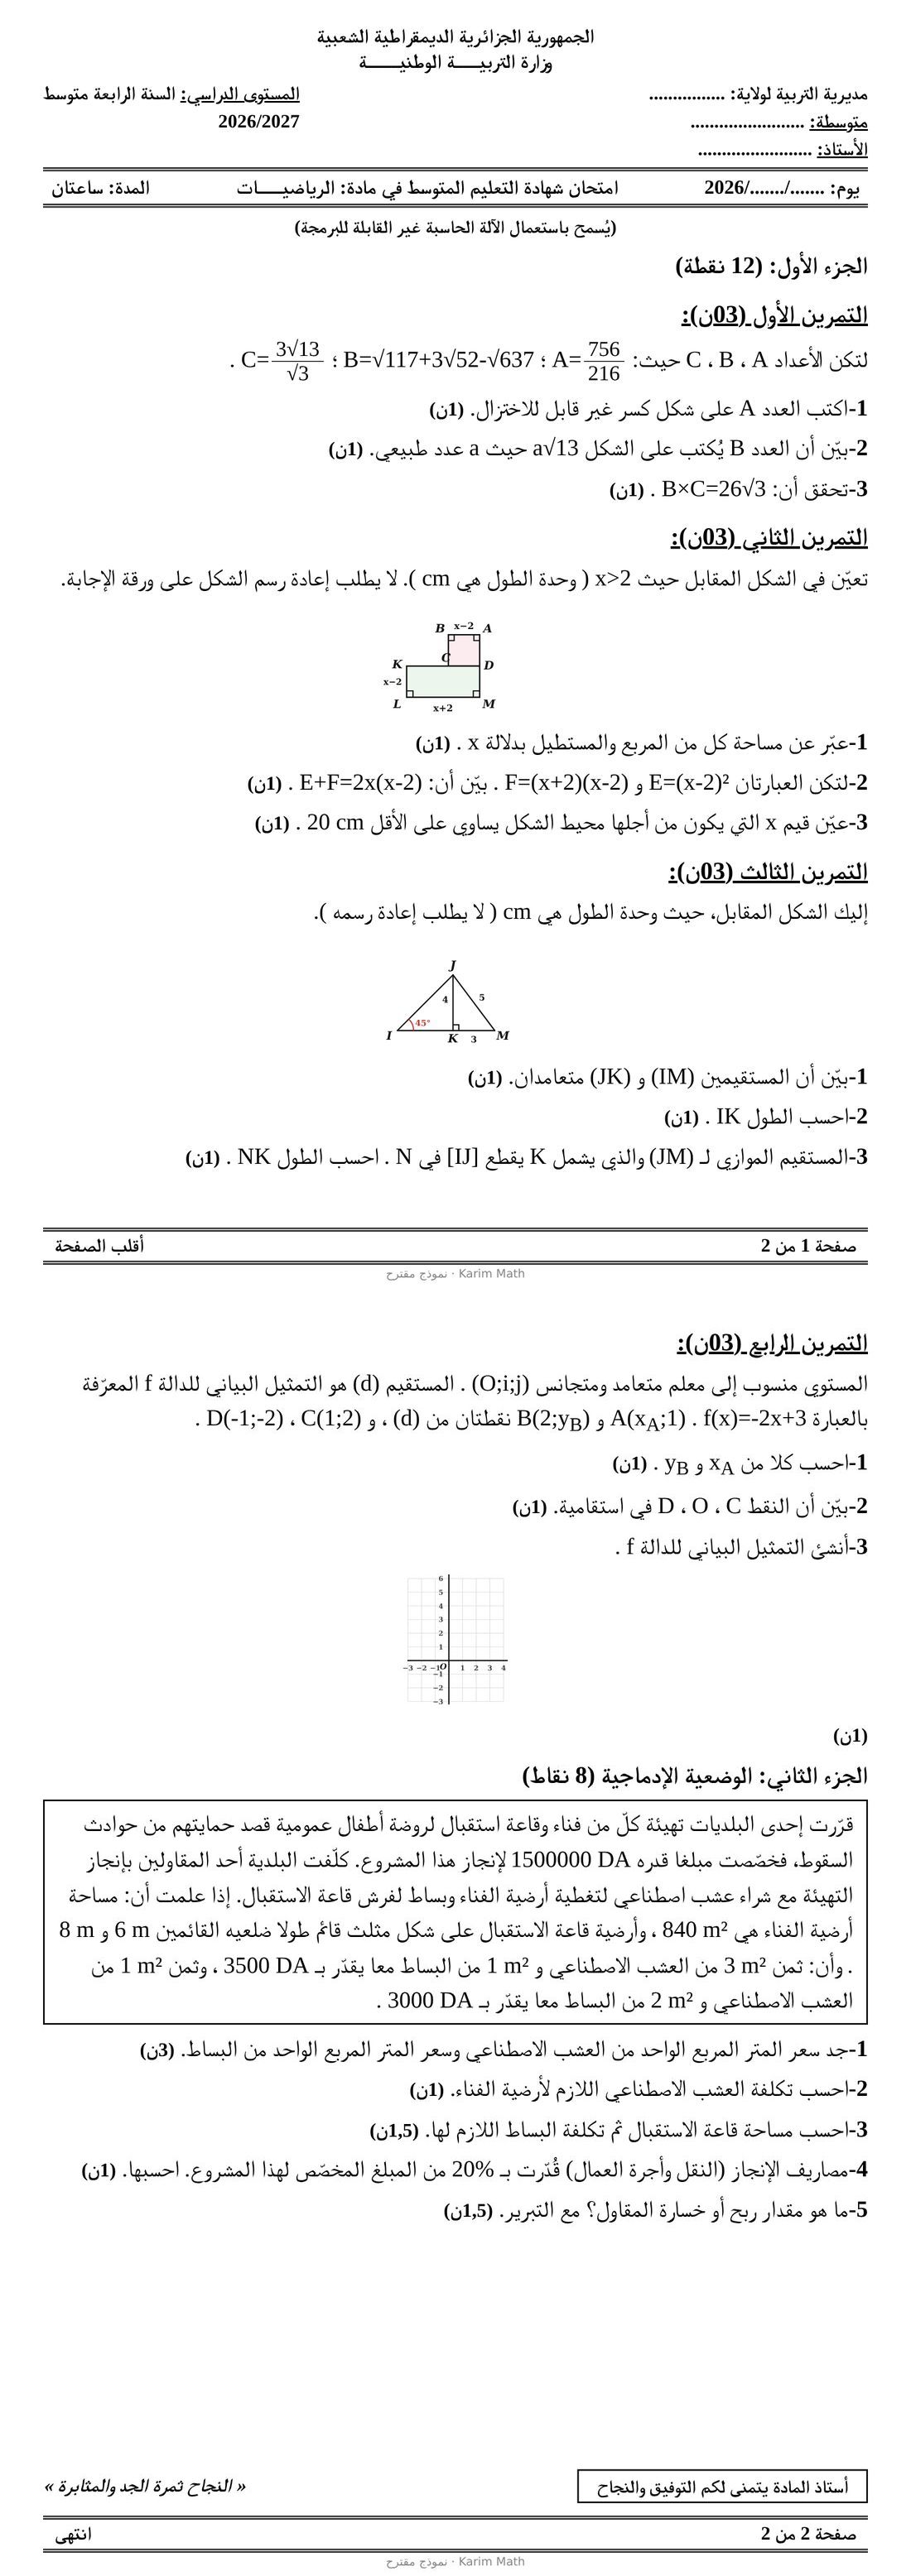 الجمهورية الجزائرية الديمقراطية الشعبية
وزارة التربيـــــة الوطنيـــــــة
مديرية التربية لولاية: ................
المستوى الدراسي: السنة الرابعة متوسط
متوسطة: ........................
2026/2027
الأستاذ: ........................
يوم: ......./......./2026
امتحان شهادة التعليم المتوسط في مادة: الرياضيـــــات
المدة: ساعتان
(يُسمح باستعمال الآلة الحاسبة غير القابلة للبرمجة)
الجزء الأول: (12 نقطة)
التمرين الأول (03ن):
لتكن الأعداد A ، B ، C حيث: A=756/216 ؛ B=√117+3√52-√637 ؛ C=3√13/√3 .
1-اكتب العدد A على شكل كسر غير قابل للاختزال. (1ن)
2-بيّن أن العدد B يُكتب على الشكل a√13 حيث a عدد طبيعي. (1ن)
3-تحقق أن: B×C=26√3 . (1ن)
التمرين الثاني (03ن):
تعيّن في الشكل المقابل حيث x>2 ( وحدة الطول هي cm ). لا يطلب إعادة رسم الشكل على ورقة الإجابة.
B x−2 A
K C D
x−2
L x+2 M
1-عبّر عن مساحة كل من المربع والمستطيل بدلالة x . (1ن)
2-لتكن العبارتان E=(x-2)² و F=(x+2)(x-2) . بيّن أن: E+F=2x(x-2) . (1ن)
3-عيّن قيم x التي يكون من أجلها محيط الشكل يساوي على الأقل 20 cm . (1ن)
التمرين الثالث (03ن):
إليك الشكل المقابل، حيث وحدة الطول هي cm ( لا يطلب إعادة رسمه ).
J
4 5
45°
I K 3 M
1-بيّن أن المستقيمين (IM) و (JK) متعامدان. (1ن)
2-احسب الطول IK . (1ن)
3-المستقيم الموازي لـ (JM) والذي يشمل K يقطع [IJ] في N . احسب الطول NK . (1ن)
صفحة 1 من 2
أقلب الصفحة
Karim Math · نموذج مقترح
التمرين الرابع (03ن):
المستوي منسوب إلى معلم متعامد ومتجانس (O;i;j) . المستقيم (d) هو التمثيل البياني للدالة f المعرّفة
بالعبارة f(x)=-2x+3 . A(xA;1) و B(2;yB) نقطتان من (d) ، و C(1;2) ، D(-1;-2) .
1-احسب كلا من xA و yB . (1ن)
2-بيّن أن النقط D ، O ، C في استقامية. (1ن)
3-أنشئ التمثيل البياني للدالة f .
6
5
4
3
2
1
−3 −2 −1 O 1 2 3 4
−1
−2
−3
(1ن)
الجزء الثاني: الوضعية الإدماجية (8 نقاط)
قرّرت إحدى البلديات تهيئة كلّ من فناء وقاعة استقبال لروضة أطفال عمومية قصد حمايتهم من حوادث
السقوط، فخصّصت مبلغا قدره 1500000 DA لإنجاز هذا المشروع. كلّفت البلدية أحد المقاولين بإنجاز
التهيئة مع شراء عشب اصطناعي لتغطية أرضية الفناء وبساط لفرش قاعة الاستقبال. إذا علمت أن: مساحة
أرضية الفناء هي 840 m² ، وأرضية قاعة الاستقبال على شكل مثلث قائم طولا ضلعيه القائمين 6 m و 8 m
. وأن: ثمن 3 m² من العشب الاصطناعي و 1 m² من البساط معا يقدّر بـ 3500 DA ، وثمن 1 m² من
العشب الاصطناعي و 2 m² من البساط معا يقدّر بـ 3000 DA .
1-جد سعر المتر المربع الواحد من العشب الاصطناعي وسعر المتر المربع الواحد من البساط. (3ن)
2-احسب تكلفة العشب الاصطناعي اللازم لأرضية الفناء. (1ن)
3-احسب مساحة قاعة الاستقبال ثم تكلفة البساط اللازم لها. (1,5ن)
4-مصاريف الإنجاز (النقل وأجرة العمال) قُدّرت بـ 20% من المبلغ المخصّص لهذا المشروع. احسبها. (1ن)
5-ما هو مقدار ربح أو خسارة المقاول؟ مع التبرير. (1,5ن)
أستاذ المادة يتمنى لكم التوفيق والنجاح
« النجاح ثمرة الجد والمثابرة »
صفحة 2 من 2
انتهى
Karim Math · نموذج مقترح